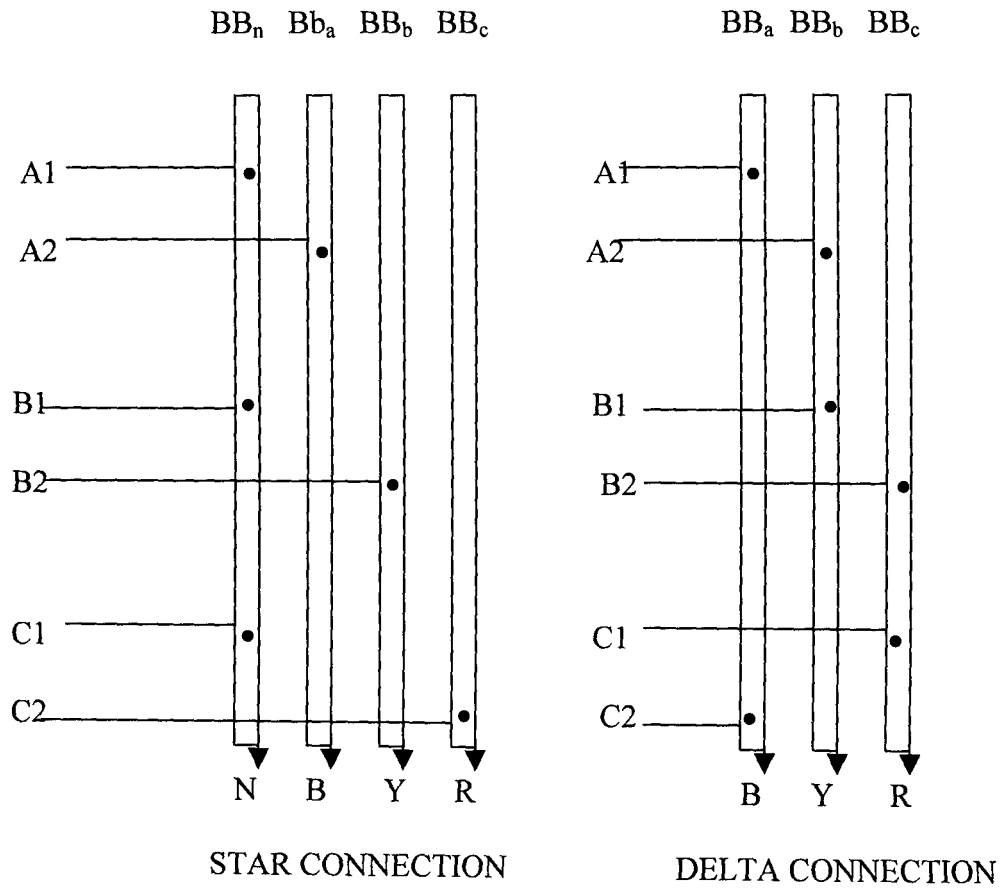 BBn Bba BBb BBc BBa BBb BBc
A1 A1
A2 A2
B1 B1
B2 B2
C1 C1
C2 C2
N B Y R B Y R
STAR CONNECTION DELTA CONNECTION